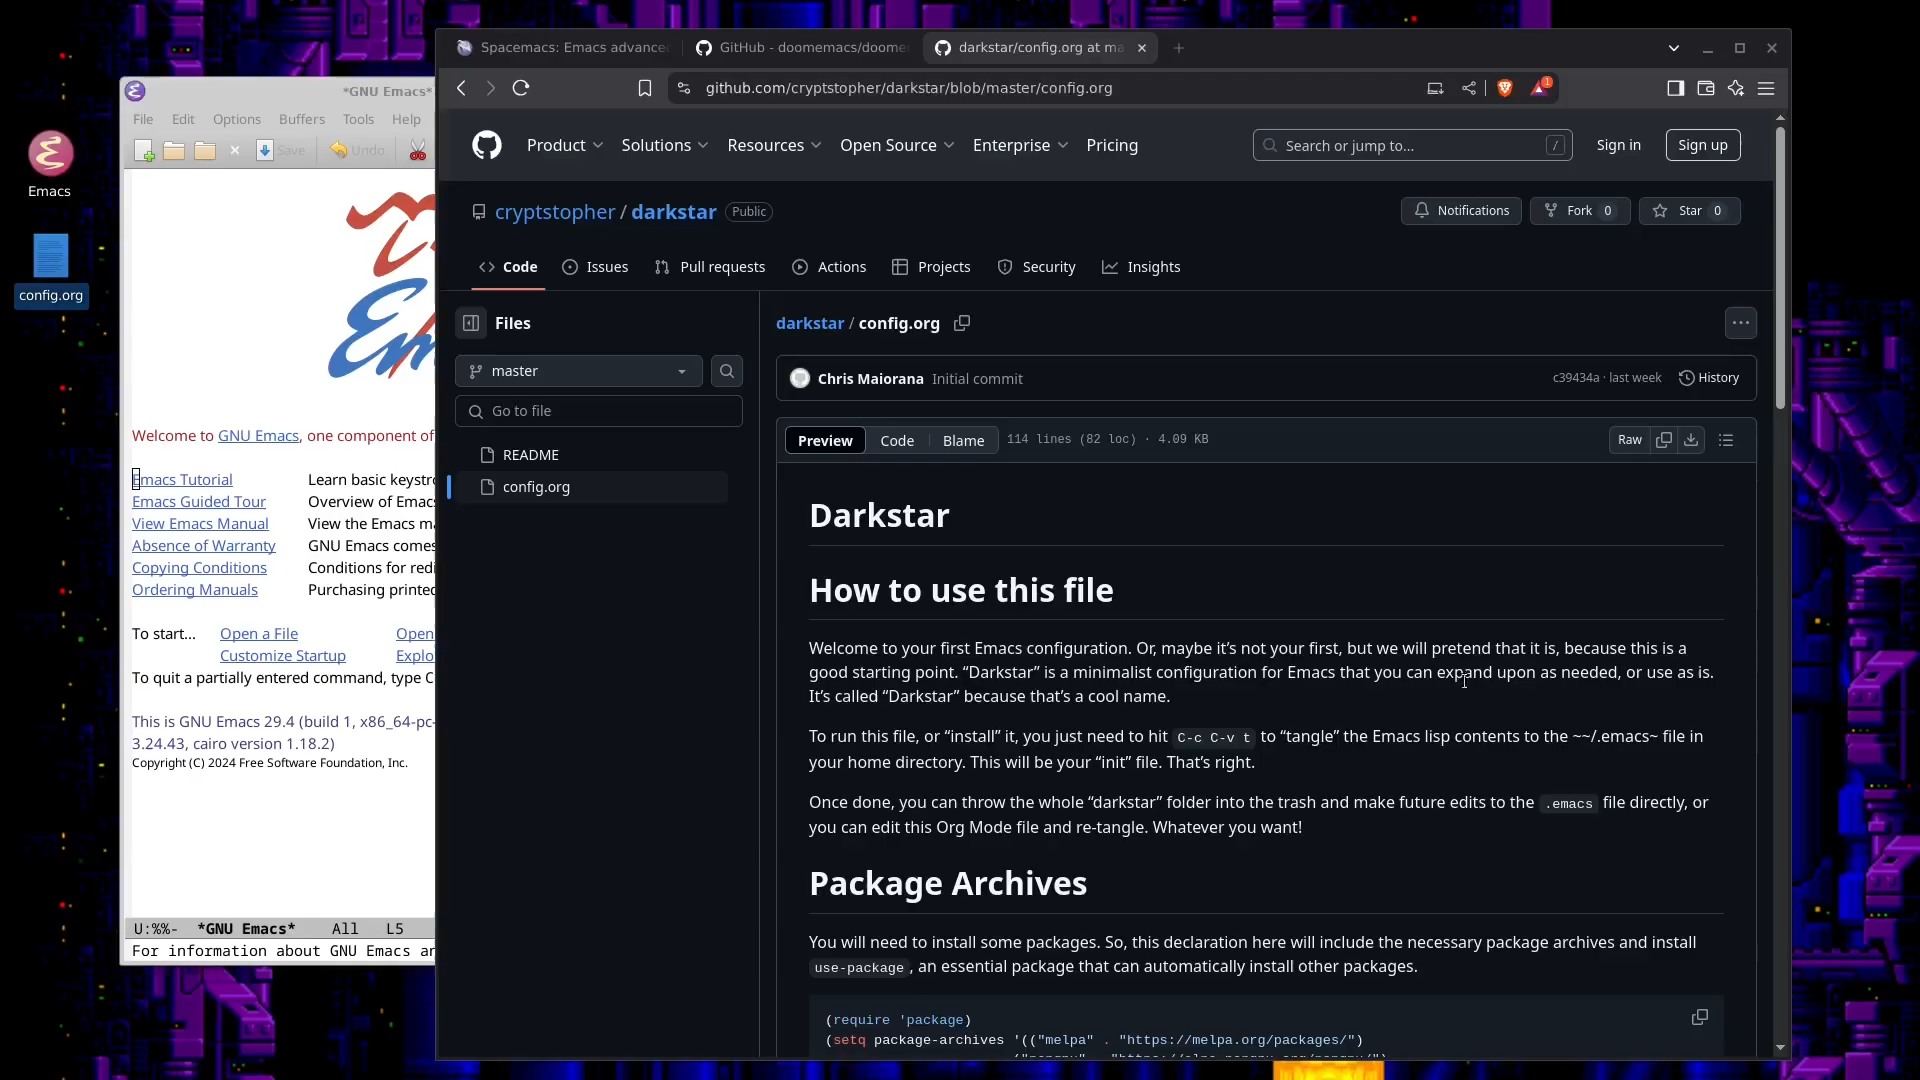 Emacs
config.org
*GNU Emacs*
File Edit Options Buffers Tools Help
Save Undo
Welcome to GNU Emacs, one component of
Emacs Tutorial Learn basic keystro
Emacs Guided Tour Overview of Emacs
View Emacs Manual View the Emacs ma
Absence of Warranty GNU Emacs comes
Copying Conditions Conditions for redi
Ordering Manuals Purchasing printed
To start... Open a File Open
Customize Startup Explo
To quit a partially entered command, type C
This is GNU Emacs 29.4 (build 1, x86_64-pc-
3.24.43, cairo version 1.18.2)
Copyright (C) 2024 Free Software Foundation, Inc.
U:%%- *GNU Emacs* All L5
For information about GNU Emacs an
Spacemacs: Emacs advance
GitHub - doomemacs/doome
darkstar/config.org at ma
github.com/cryptstopher/darkstar/blob/master/config.org
1
Product Solutions Resources Open Source Enterprise Pricing
Search or jump to... /
Sign in Sign up
cryptstopher / darkstar Public
Notifications Fork 0 Star 0
<> Code Issues Pull requests Actions Projects Security Insights
Files
master
Go to file
README
config.org
darkstar / config.org
Chris Maiorana Initial commit
c39434a · last week History
Preview Code Blame 114 lines (82 loc) · 4.09 KB
Raw
Darkstar
How to use this file
Welcome to your first Emacs configuration. Or, maybe it’s not your first, but we will pretend that it is, because this is a
good starting point. “Darkstar” is a minimalist configuration for Emacs that you can expand upon as needed, or use as is.
It’s called “Darkstar” because that’s a cool name.
To run this file, or “install” it, you just need to hit C-c C-v t to “tangle” the Emacs lisp contents to the ~~/.emacs~ file in
your home directory. This will be your “init” file. That’s right.
Once done, you can throw the whole “darkstar” folder into the trash and make future edits to the .emacs file directly, or
you can edit this Org Mode file and re-tangle. Whatever you want!
Package Archives
You will need to install some packages. So, this declaration here will include the necessary package archives and install
use-package, an essential package that can automatically install other packages.
(require 'package)
(setq package-archives '(("melpa" . "https://melpa.org/packages/")